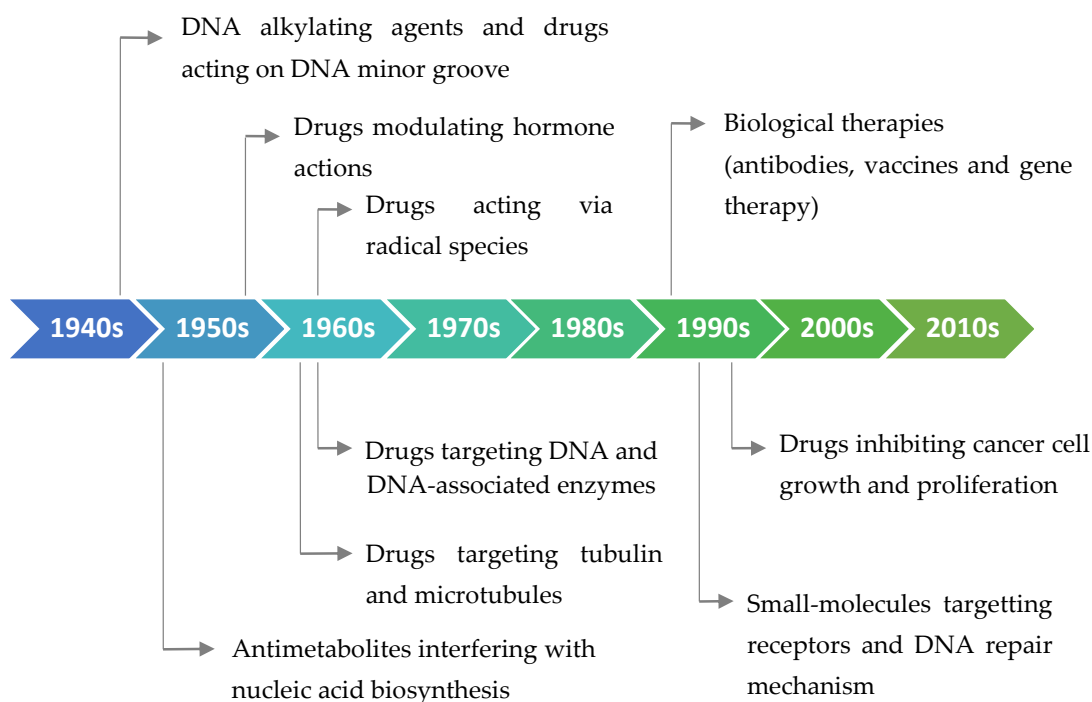 DNA alkylating agents and drugs
acting on DNA minor groove
Drugs modulating hormone
actions
Biological therapies
(antibodies, vaccines and gene
therapy)
Drugs acting via
radical species
1940s 1950s 1960s 1970s 1980s 1990s 2000s 2010s
Drugs targeting DNA and
DNA-associated enzymes
Drugs inhibiting cancer cell
growth and proliferation
Drugs targeting tubulin
and microtubules
Small-molecules targetting
receptors and DNA repair
mechanism
Antimetabolites interfering with
nucleic acid biosynthesis